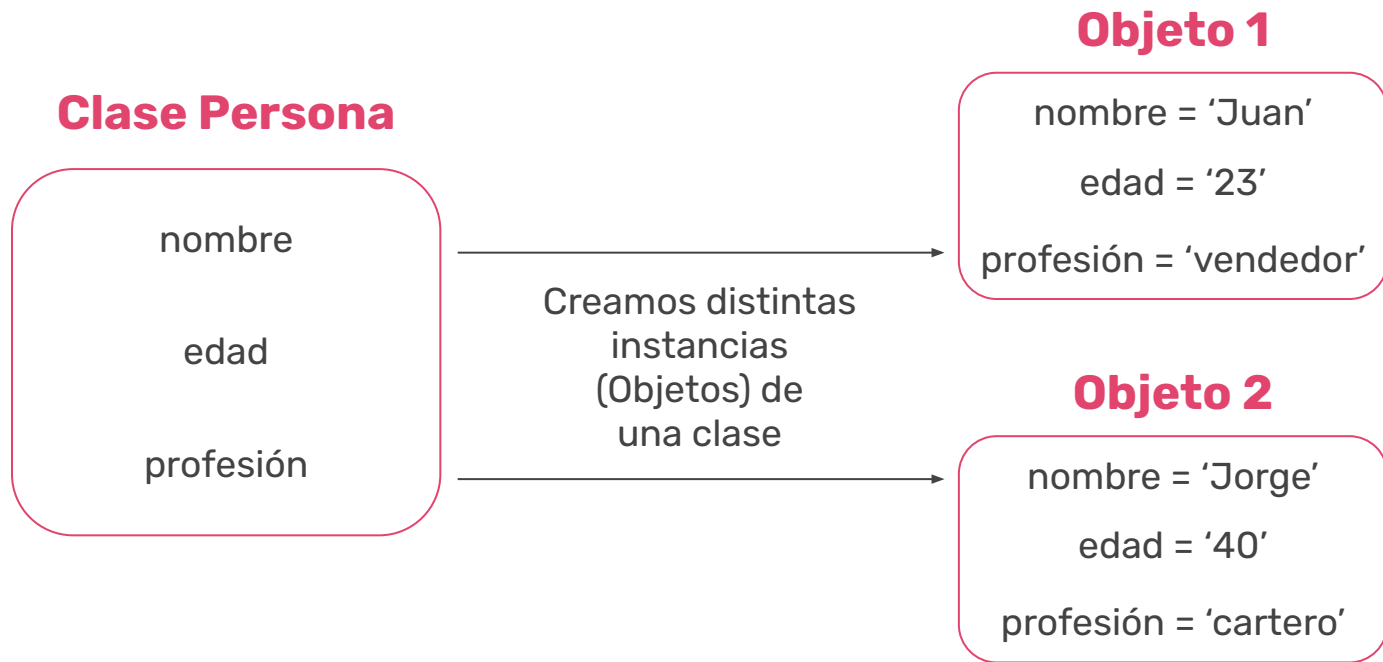 Clase Persona
nombre
edad
profesión
Creamos distintas
instancias
(Objetos) de
una clase
Objeto 1
nombre = ‘Juan’
edad = ‘23’
profesión = ‘vendedor’
Objeto 2
nombre = ‘Jorge’
edad = ‘40’
profesión = ‘cartero’